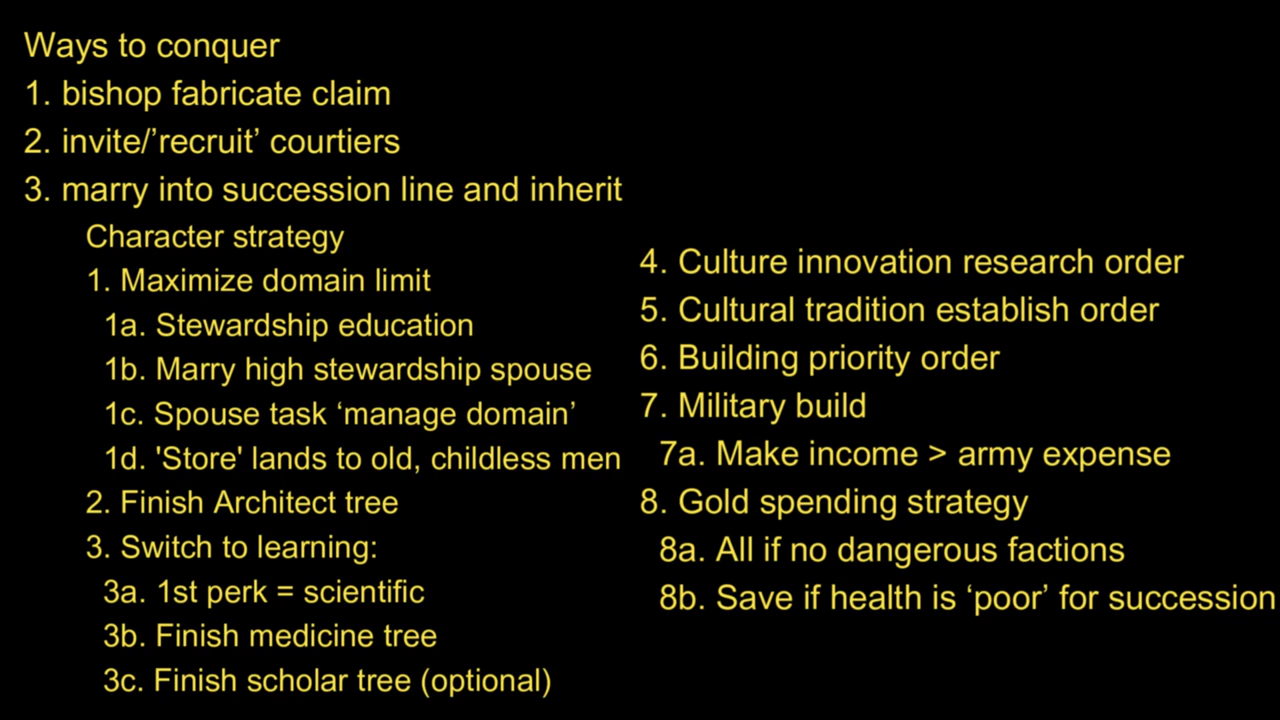 Ways to conquer
1. bishop fabricate claim
2. invite/’recruit’ courtiers
3. marry into succession line and inherit
Character strategy
1. Maximize domain limit
1a. Stewardship education
1b. Marry high stewardship spouse
1c. Spouse task ‘manage domain’
1d. 'Store' lands to old, childless men
2. Finish Architect tree
3. Switch to learning:
3a. 1st perk = scientific
3b. Finish medicine tree
3c. Finish scholar tree (optional)
4. Culture innovation research order
5. Cultural tradition establish order
6. Building priority order
7. Military build
7a. Make income > army expense
8. Gold spending strategy
8a. All if no dangerous factions
8b. Save if health is ‘poor’ for succession